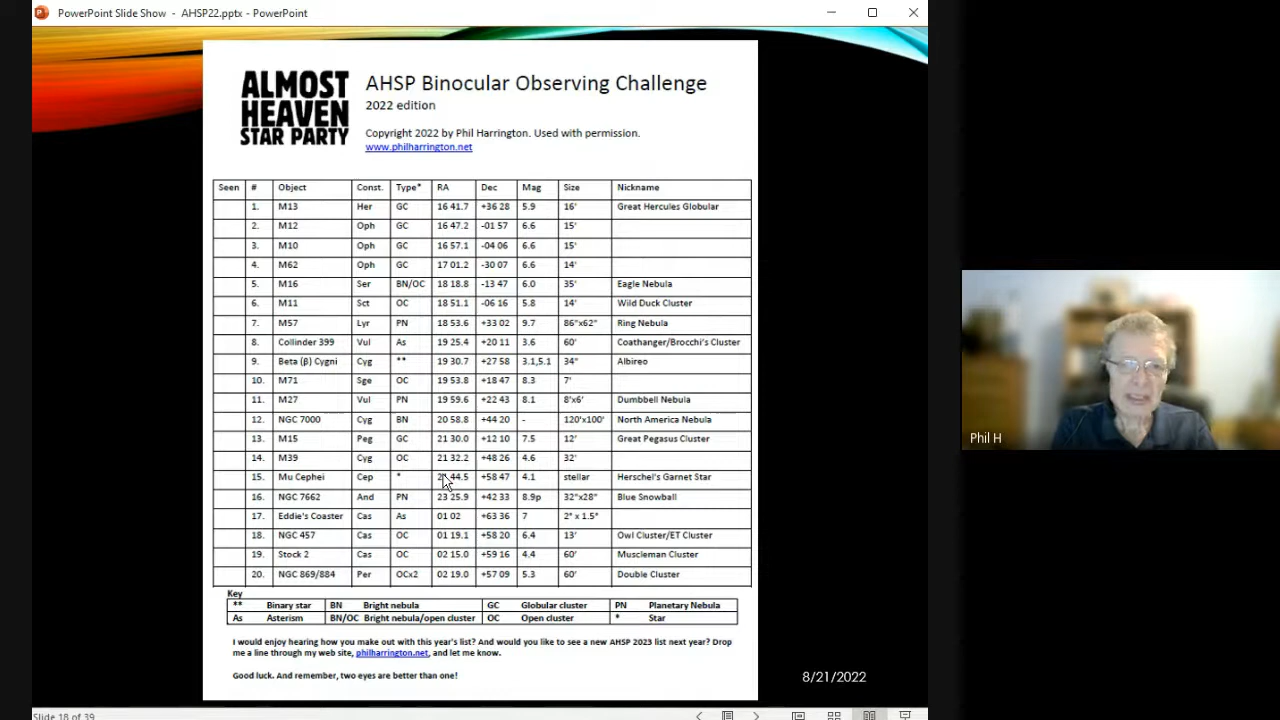 PowerPoint Slide Show - AHSP22.pptx - PowerPoint
ALMOST
HEAVEN
STAR PARTY
AHSP Binocular Observing Challenge
2022 edition
Copyright 2022 by Phil Harrington. Used with permission.
www.philharrington.net
Seen # Object Const. Type* RA Dec Mag Size Nickname
1. M13 Her GC 16 41.7 +36 28 5.9 16' Great Hercules Globular
2. M12 Oph GC 16 47.2 -01 57 6.6 15'
3. M10 Oph GC 16 57.1 -04 06 6.6 15'
4. M62 Oph GC 17 01.2 -30 07 6.6 14'
5. M16 Ser BN/OC 18 18.8 -13 47 6.0 35' Eagle Nebula
6. M11 Sct OC 18 51.1 -06 16 5.8 14' Wild Duck Cluster
7. M57 Lyr PN 18 53.6 +33 02 9.7 86"x62" Ring Nebula
8. Collinder 399 Vul As 19 25.4 +20 11 3.6 60' Coathanger/Brocchi's Cluster
9. Beta (β) Cygni Cyg ** 19 30.7 +27 58 3.1,5.1 34" Albireo
10. M71 Sge OC 19 53.8 +18 47 8.3 7'
11. M27 Vul PN 19 59.6 +22 43 8.1 8'x6' Dumbbell Nebula
12. NGC 7000 Cyg BN 20 58.8 +44 20 - 120'x100' North America Nebula
13. M15 Peg GC 21 30.0 +12 10 7.5 12' Great Pegasus Cluster
14. M39 Cyg OC 21 32.2 +48 26 4.6 32'
15. Mu Cephei Cep * 44.5 +58 47 4.1 stellar Herschel's Garnet Star
16. NGC 7662 And PN 23 25.9 +42 33 8.9p 32"x28" Blue Snowball
17. Eddie's Coaster Cas As 01 02 +63 36 7 2° x 1.5°
18. NGC 457 Cas OC 01 19.1 +58 20 6.4 13' Owl Cluster/ET Cluster
19. Stock 2 Cas OC 02 15.0 +59 16 4.4 60' Muscleman Cluster
20. NGC 869/884 Per OCx2 02 19.0 +57 09 5.3 60' Double Cluster
Key
** Binary star BN Bright nebula GC Globular cluster PN Planetary Nebula
As Asterism BN/OC Bright nebula/open cluster OC Open cluster * Star
I would enjoy hearing how you make out with this year's list? And would you like to see a new AHSP 2023 list next year? Drop
me a line through my web site, philharrington.net, and let me know.
Good luck. And remember, two eyes are better than one!
8/21/2022
Phil H
Slide 18 of 39